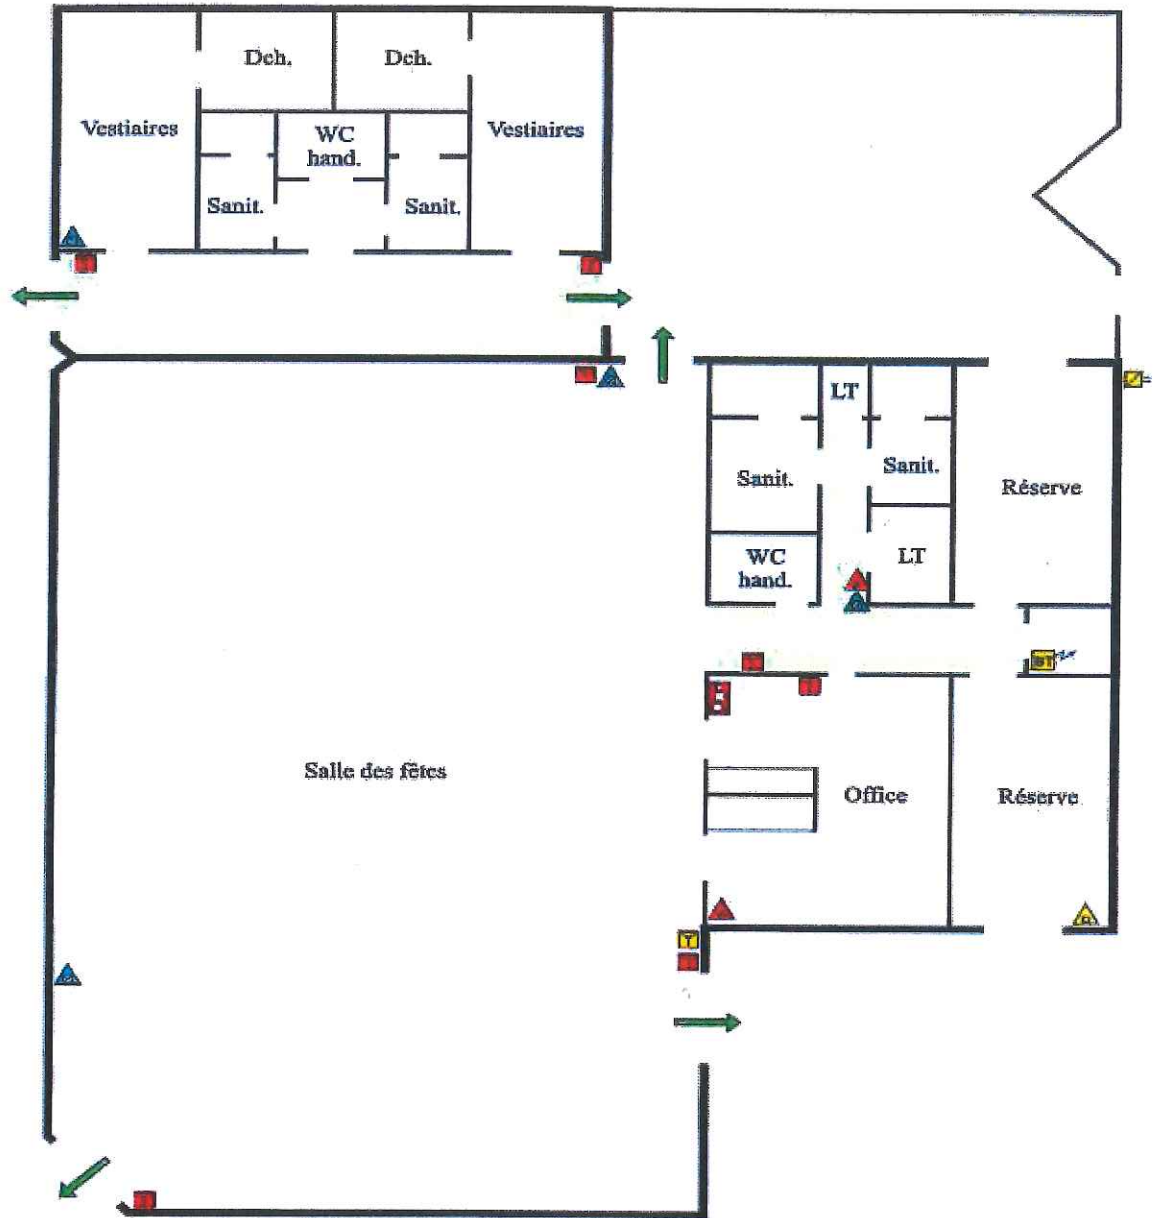 Dch.
Dch.
Vestiaires
WC
hand.
Vestiaires
Sanit.
Sanit.
LT
Sanit.
Sanit.
Réserve
WC
hand.
LT
Salle des fêtes
Office
Réserve
T